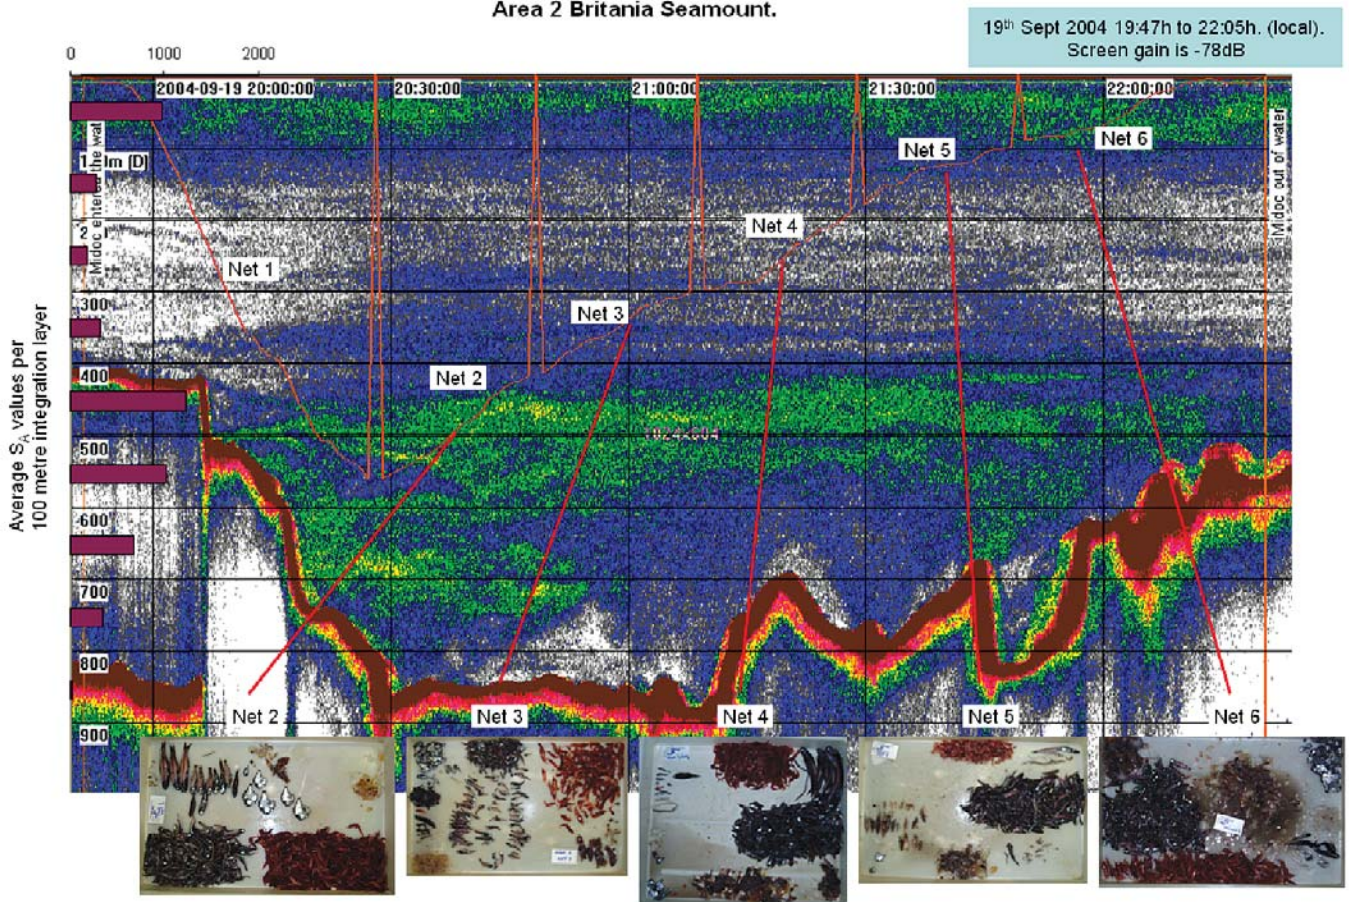 Area 2 Britania Seamount.
19th Sept 2004 19:47h to 22:05h. (local).
Screen gain is -78dB
0 1000 2000
2004-09-19 20:00:00 20:30:00 21:00:00 21:30:00 22:00:00
Midoc entered the wat
Midoc out of water
m (D)
Net 5
Net 6
Net 4
Net 1
300
Net 3
Average SA values per
100 metre integration layer
400
Net 2
500
1024x604
600
700
800
Net 2 Net 3 Net 4 Net 5 Net 6
900